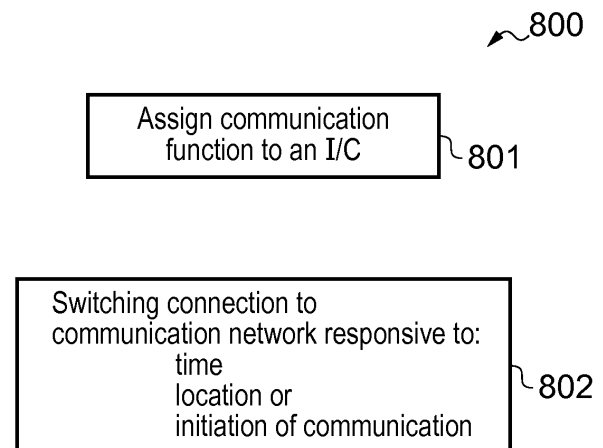 800
Assign communication
function to an I/C
801
Switching connection to
communication network responsive to:
time
location or
initiation of communication
802